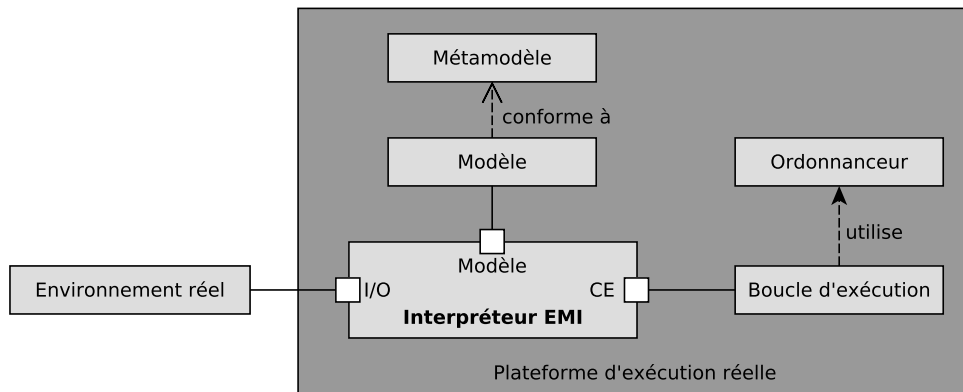 Métamodèle
conforme à
Modèle
Ordonnanceur
utilise
Modèle
Environnement réel
I/O
CE
Boucle d'exécution
Interpréteur EMI
Plateforme d'exécution réelle